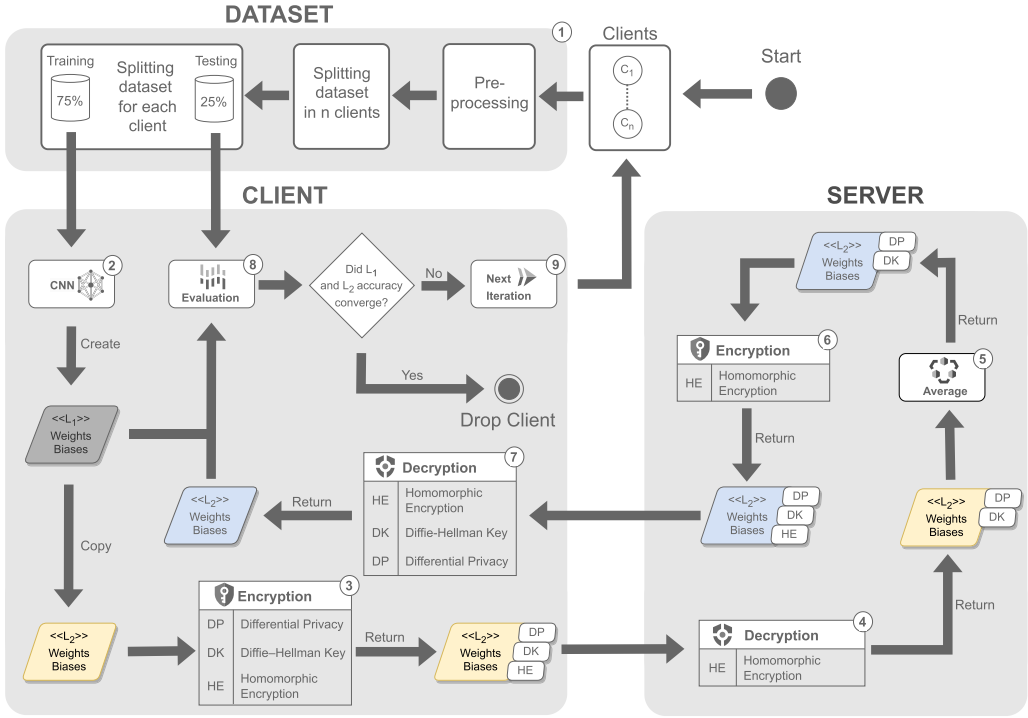 DATASET
1
Training
75%
Splitting
dataset
for each
client
Testing
25%
Splitting
dataset
in n clients
Pre-
processing
Clients
C1
Cn
Start
CLIENT
CNN
2
Evaluation
8
Did L1
and L2 accuracy
converge?
No
Next
Iteration
9
Yes
Drop Client
Create
<<L1>>
Weights
Biases
Copy
<<L2>>
Weights
Biases
Return
Decryption
7
HE
Homomorphic
Encryption
DK
Diffie-Hellman Key
DP
Differential Privacy
<<L2>>
Weights
Biases
Encryption
3
DP
Differential Privacy
DK
Diffie–Hellman Key
HE
Homomorphic
Encryption
Return
<<L2>>
Weights
Biases
DP
DK
HE
SERVER
<<L2>>
Weights
Biases
DP
DK
Return
Encryption
6
HE
Homomorphic
Encryption
Average
5
Return
<<L2>>
Weights
Biases
DP
DK
HE
<<L2>>
Weights
Biases
DP
DK
Return
Decryption
4
HE
Homomorphic
Encryption